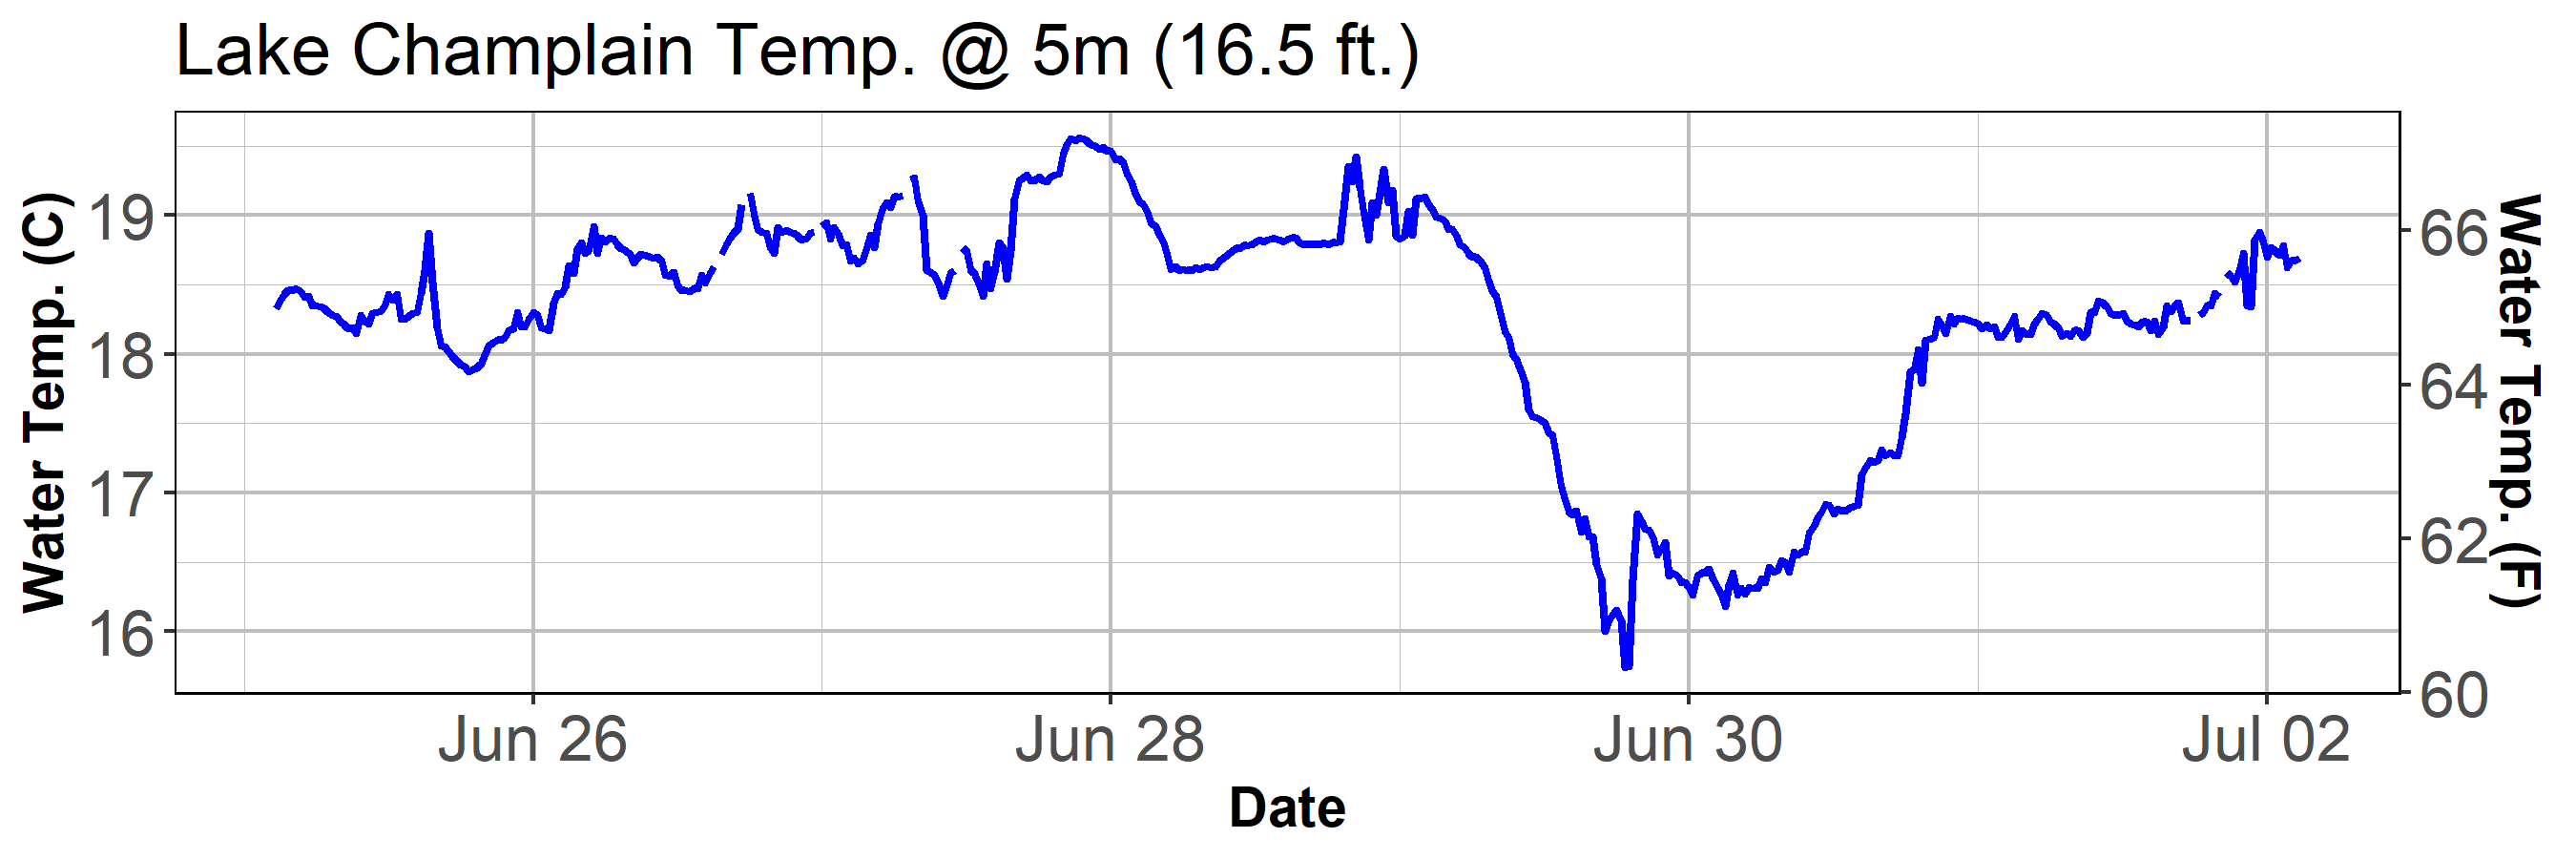 Lake Champlain Temp. @ 5m (16.5 ft.)
Water Temp. (C)
19
18
17
16
66
64
62
60
Water Temp. (F)
Jun 26
Jun 28
Jun 30
Jul 02
Date